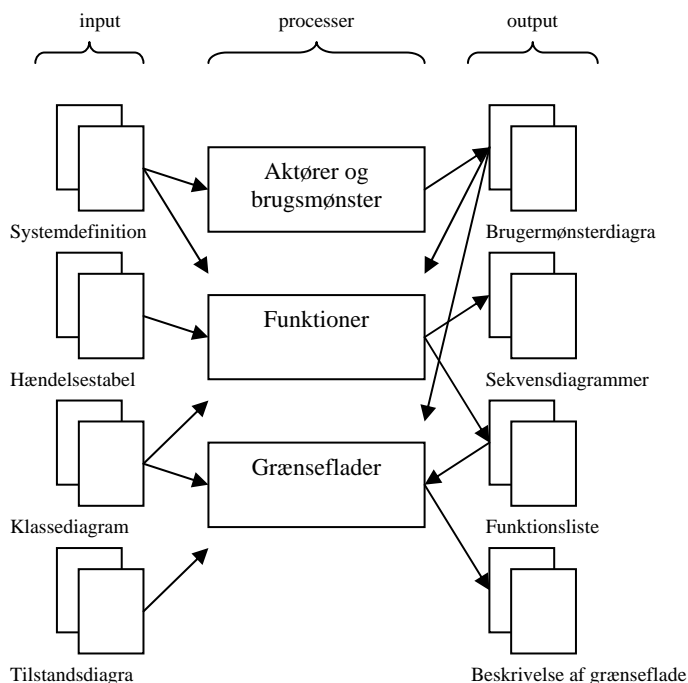 input
processer
output
Aktører og
brugsmønster
Systemdefinition
Brugermønsterdiagra
Funktioner
Hændelsestabel
Sekvensdiagrammer
Grænseflader
Klassediagram
Funktionsliste
Tilstandsdiagra
Beskrivelse af grænseflade